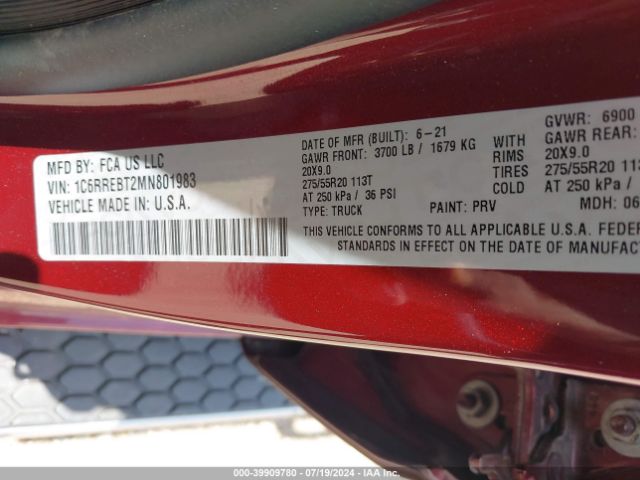 MFD BY: FCA US LLC
VIN: 1C6RREBT2MN801983
VEHICLE MADE IN: U.S.A.
DATE OF MFR (BUILT): 6-21
GAWR FRONT: 3700 LB / 1679 KG WITH
20X9.0 RIMS
275/55R20 113T TIRES
AT 250 kPa / 36 PSI COLD
TYPE: TRUCK PAINT: PRV
GVWR: 6900
GAWR REAR:
20X9.0
275/55R20 113
AT 250 kPa /
MDH: 06
THIS VEHICLE CONFORMS TO ALL APPLICABLE U.S.A. FEDER
STANDARDS IN EFFECT ON THE DATE OF MANUFAC
000-39909780 / 07/19/2024 / IAA Inc.